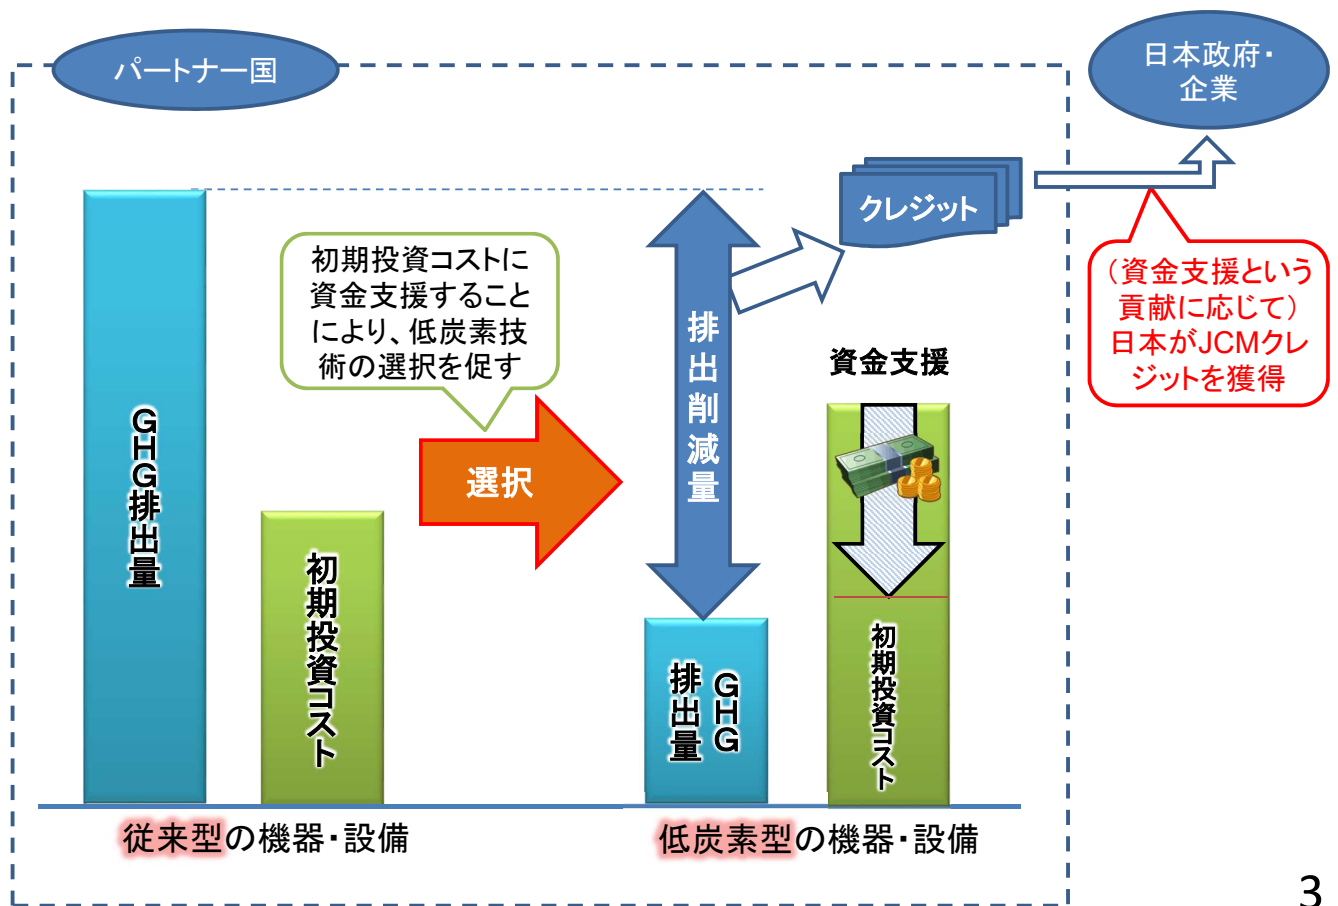 パートナー国
日本政府・
企業
クレジット
初期投資コストに
資金支援すること
により、低炭素技
術の選択を促す
（資金支援という
貢献に応じて）
日本がJCMクレ
ジットを獲得
排出削減量
資金支援
選択
ＧＨＧ排出量
初期投資コスト
ＧＨＧ
排出量
初期投資コスト
従来型の機器・設備
低炭素型の機器・設備
3